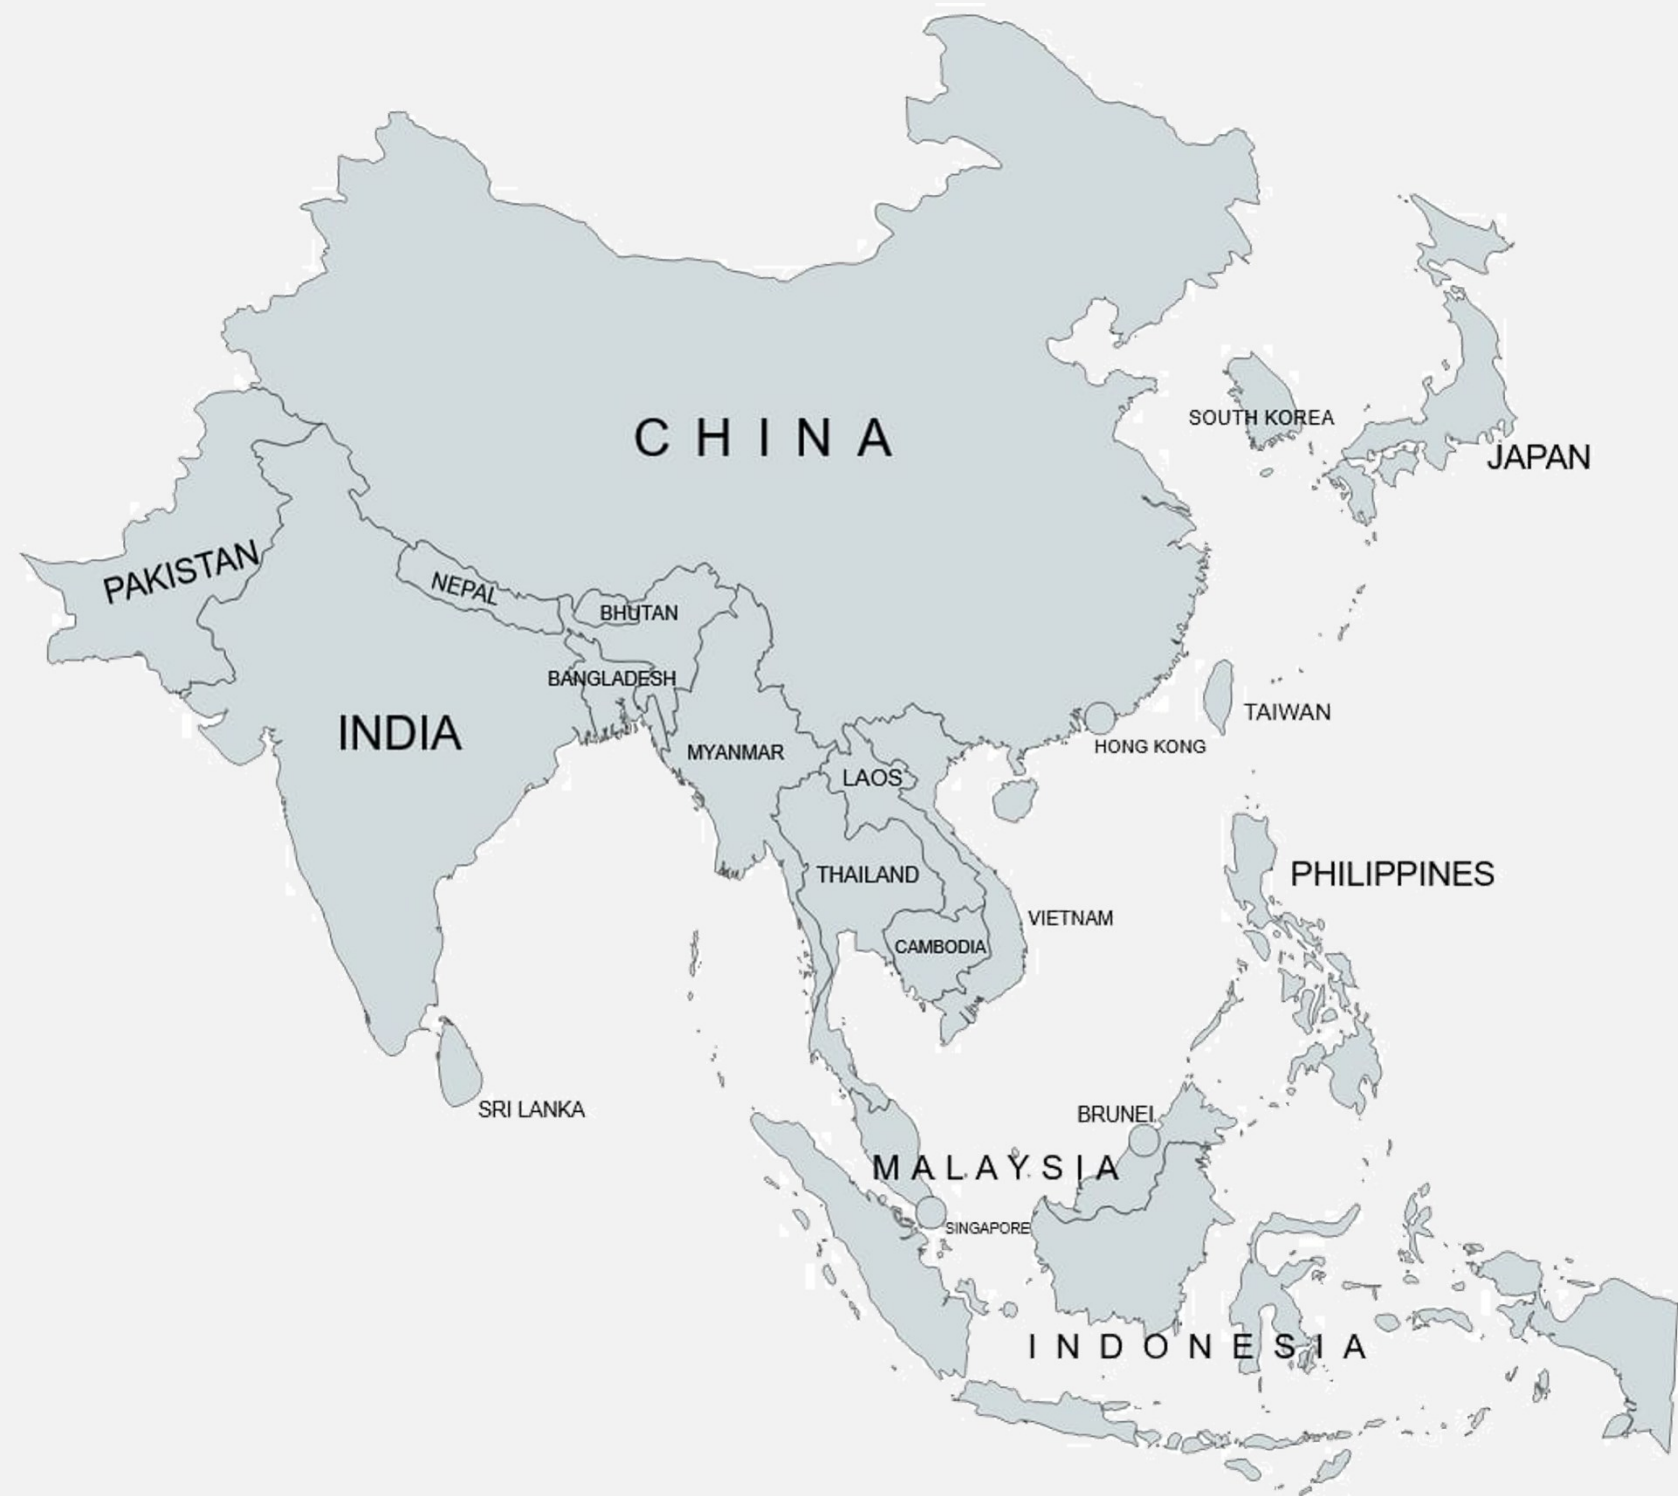 CHINA
SOUTH KOREA
JAPAN
PAKISTAN
NEPAL
BHUTAN
BANGLADESH
INDIA
TAIWAN
HONG KONG
MYANMAR
LAOS
THAILAND
PHILIPPINES
VIETNAM
CAMBODIA
SRI LANKA
BRUNEI
MALAYSIA
SINGAPORE
INDONESIA